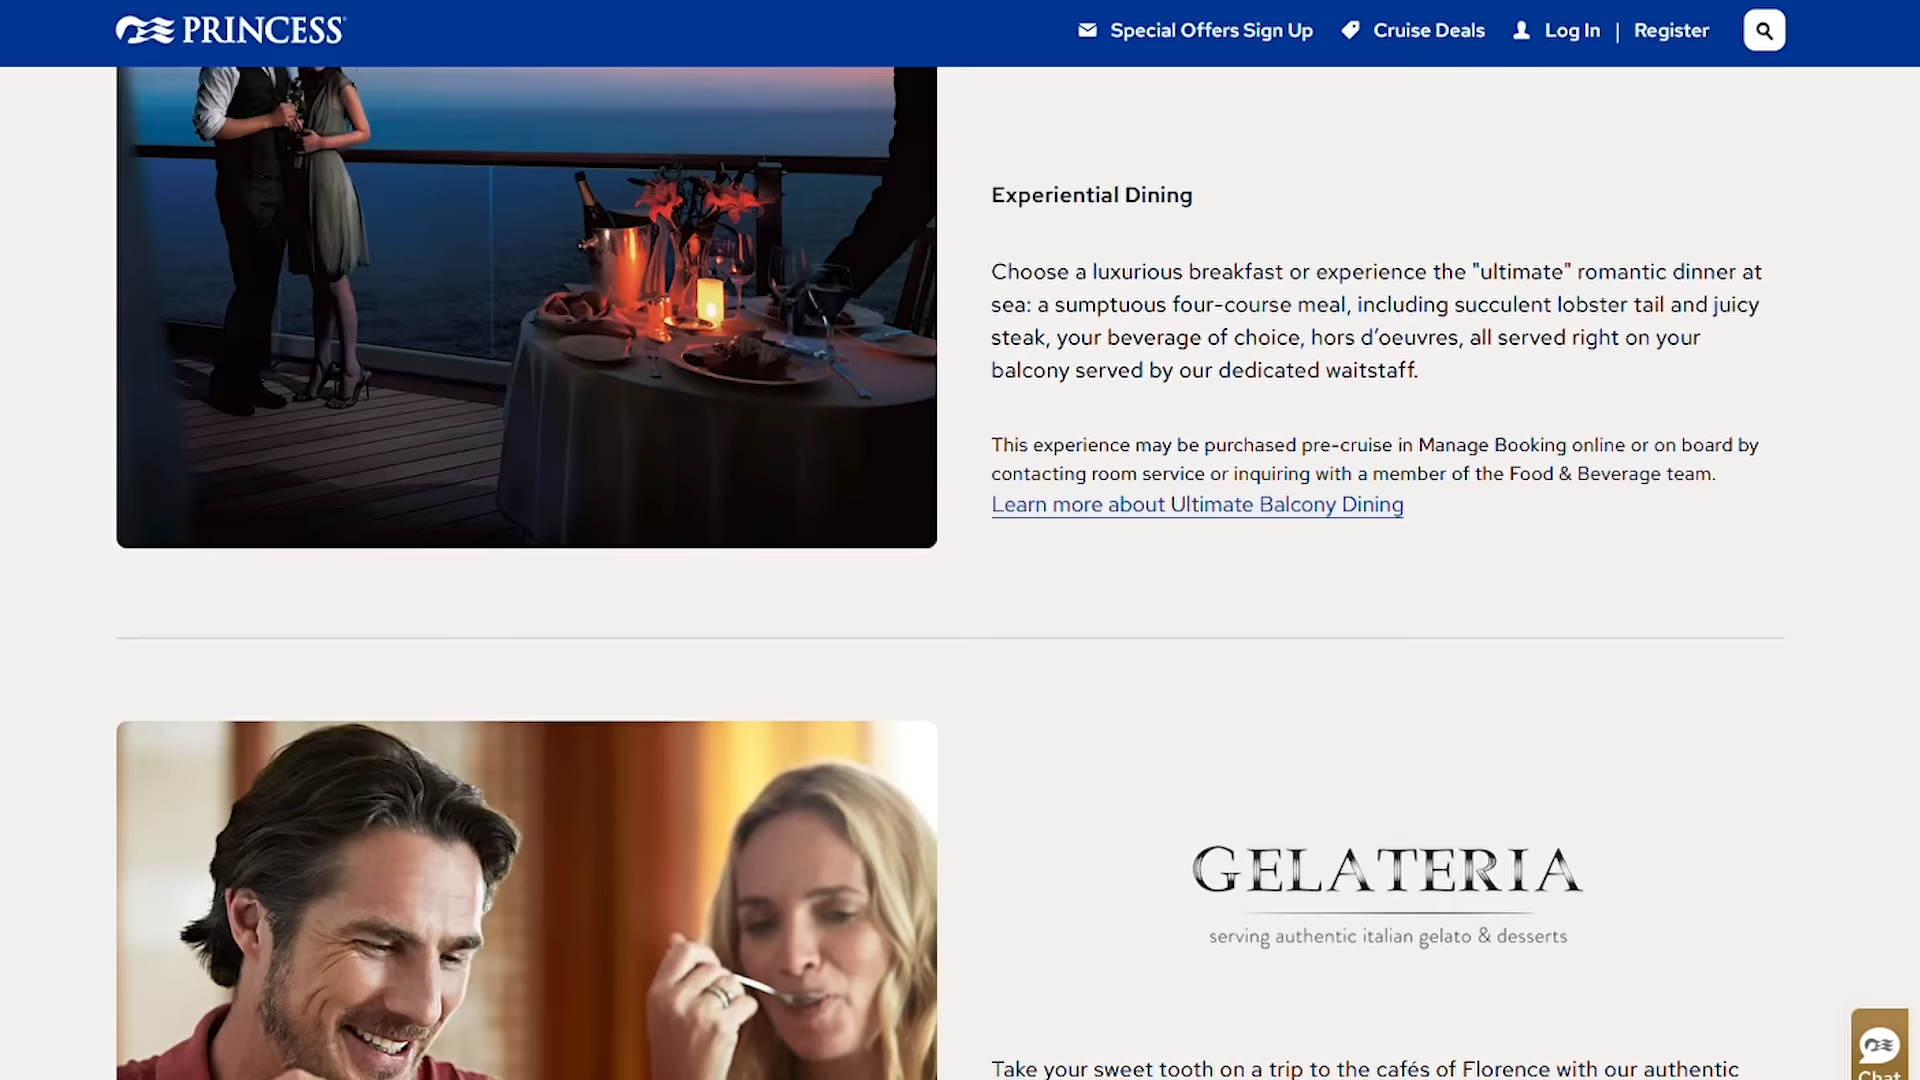 PRINCESS
Special Offers Sign Up
Cruise Deals
Log In | Register
Experiential Dining
Choose a luxurious breakfast or experience the "ultimate" romantic dinner at
sea: a sumptuous four-course meal, including succulent lobster tail and juicy
steak, your beverage of choice, hors d’oeuvres, all served right on your
balcony served by our dedicated waitstaff.
This experience may be purchased pre-cruise in Manage Booking online or on board by
contacting room service or inquiring with a member of the Food & Beverage team.
Learn more about Ultimate Balcony Dining
GELATERIA
serving authentic italian gelato & desserts
Take your sweet tooth on a trip to the cafés of Florence with our authentic
Chat